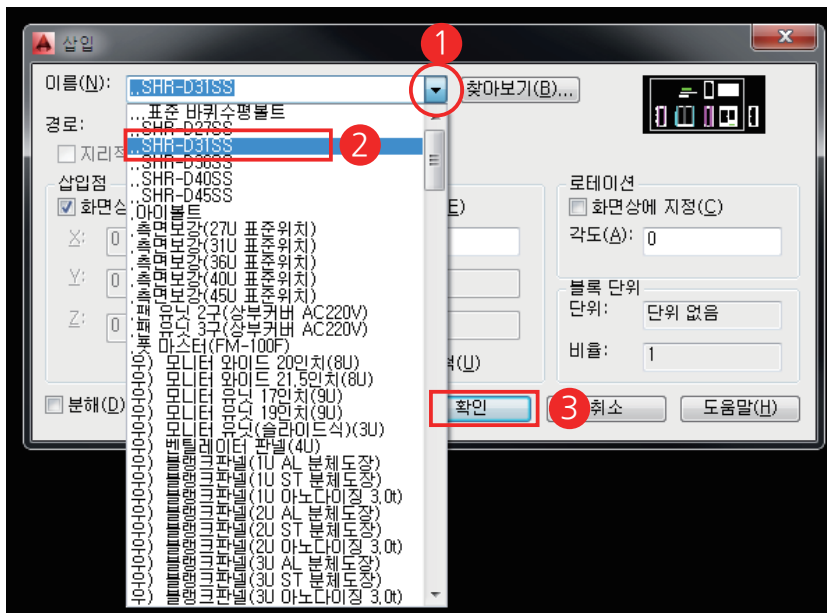 삽입
1
이름(N):
..SHR-D31SS
찾아보기(B)...
경로:
지리적
삽입점
화면상
X: 0
Y: 0
Z: 0
E)
척(U)
로테이션
화면상에 지정(C)
각도(A): 0
블록 단위
단위: 단위 없음
비율: 1
...표준 바퀴수평볼트
..SHR-D27SS
..SHR-D31SS
2
..SHR-D36SS
..SHR-D40SS
..SHR-D45SS
.아이볼트
.측면보강(27U 표준위치)
.측면보강(31U 표준위치)
.측면보강(36U 표준위치)
.측면보강(40U 표준위치)
.측면보강(45U 표준위치)
.팬 유닛 2구(상부커버 AC220V)
.팬 유닛 3구(상부커버 AC220V)
.풋 마스터(FM-100F)
우) 모니터 와이드 20인치(8U)
우) 모니터 와이드 21.5인치(8U)
우) 모니터 유닛 17인치(9U)
우) 모니터 유닛 19인치(9U)
우) 모니터 유닛(슬라이드식)(3U)
우) 벤틸레이터 판넬(4U)
우) 블랭크판넬(1U AL 분체도장)
우) 블랭크판넬(1U ST 분체도장)
우) 블랭크판넬(1U 아노다이징 3.0t)
우) 블랭크판넬(2U AL 분체도장)
우) 블랭크판넬(2U ST 분체도장)
우) 블랭크판넬(2U 아노다이징 3.0t)
우) 블랭크판넬(3U AL 분체도장)
우) 블랭크판넬(3U ST 분체도장)
우) 블랭크판넬(3U 아노다이징 3.0t)
분해(D)
확인
3
취소
도움말(H)